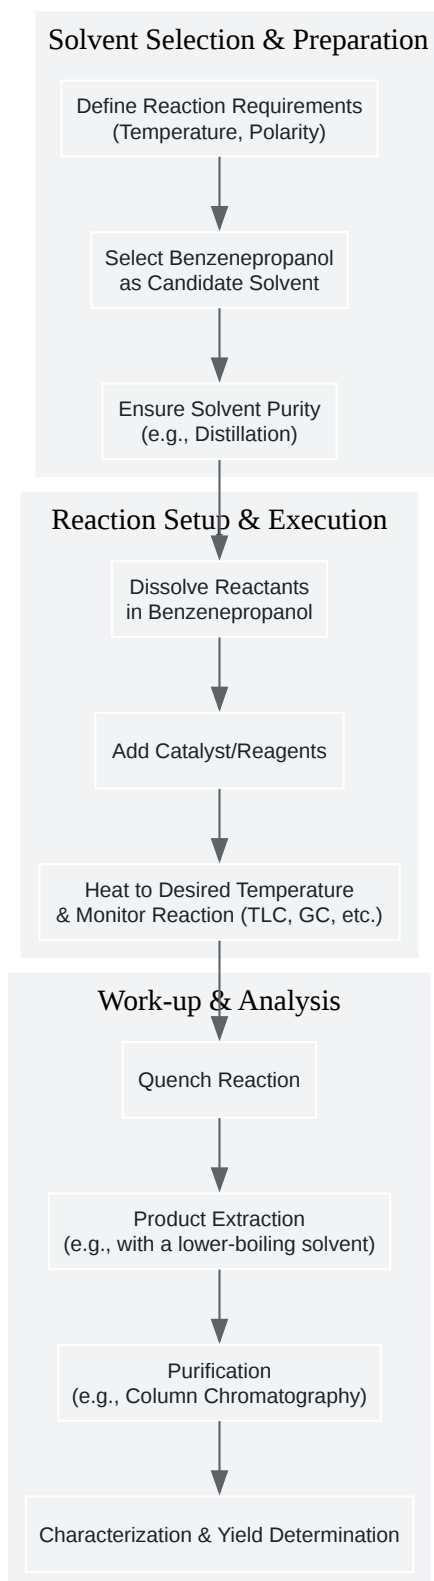 Solvent Selection & Preparation
Define Reaction Requirements
(Temperature, Polarity)
Select Benzenepropanol
as Candidate Solvent
Ensure Solvent Purity
(e.g., Distillation)
Reaction Setup & Execution
Dissolve Reactants
in Benzenepropanol
Add Catalyst/Reagents
Heat to Desired Temperature
& Monitor Reaction (TLC, GC, etc.)
Work-up & Analysis
Quench Reaction
Product Extraction
(e.g., with a lower-boiling solvent)
Purification
(e.g., Column Chromatography)
Characterization & Yield Determination